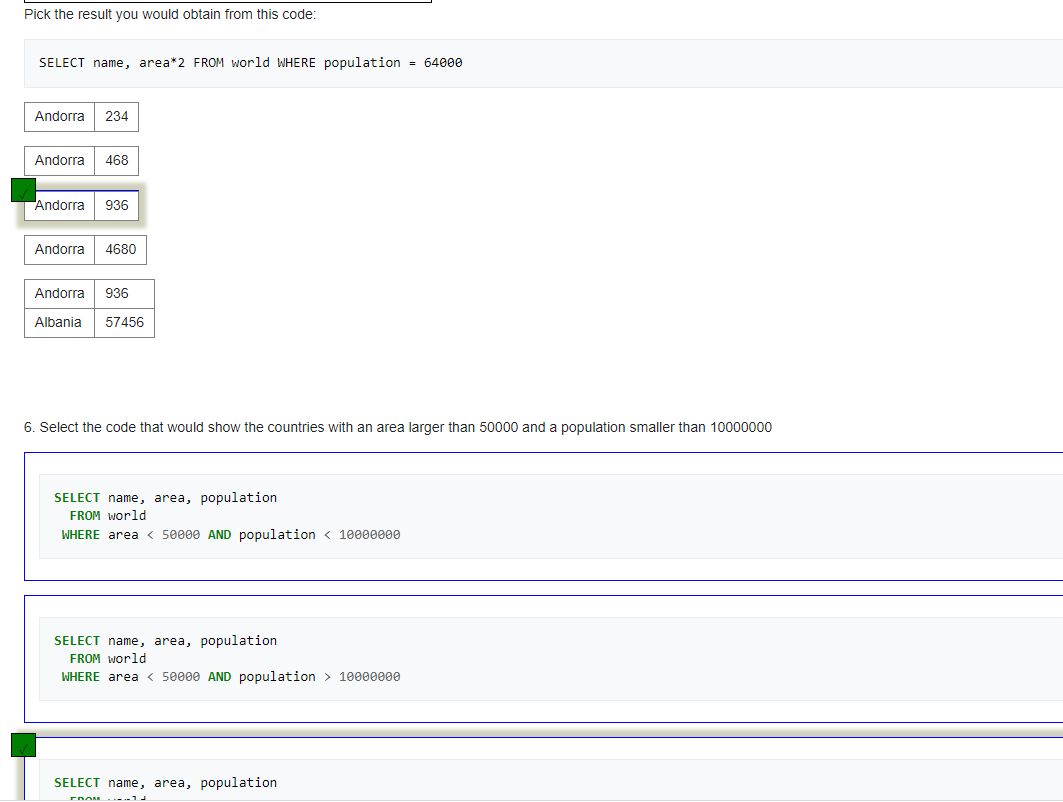 Pick the result you would obtain from this code:
SELECT name, area*2 FROM world WHERE population = 64000
Andorra 234
Andorra 468
Andorra 936
Andorra 4680
Andorra 936
Albania 57456
6. Select the code that would show the countries with an area larger than 50000 and a population smaller than 10000000
SELECT name, area, population
FROM world
WHERE area < 50000 AND population < 10000000
SELECT name, area, population
FROM world
WHERE area < 50000 AND population > 10000000
SELECT name, area, population
FROM world